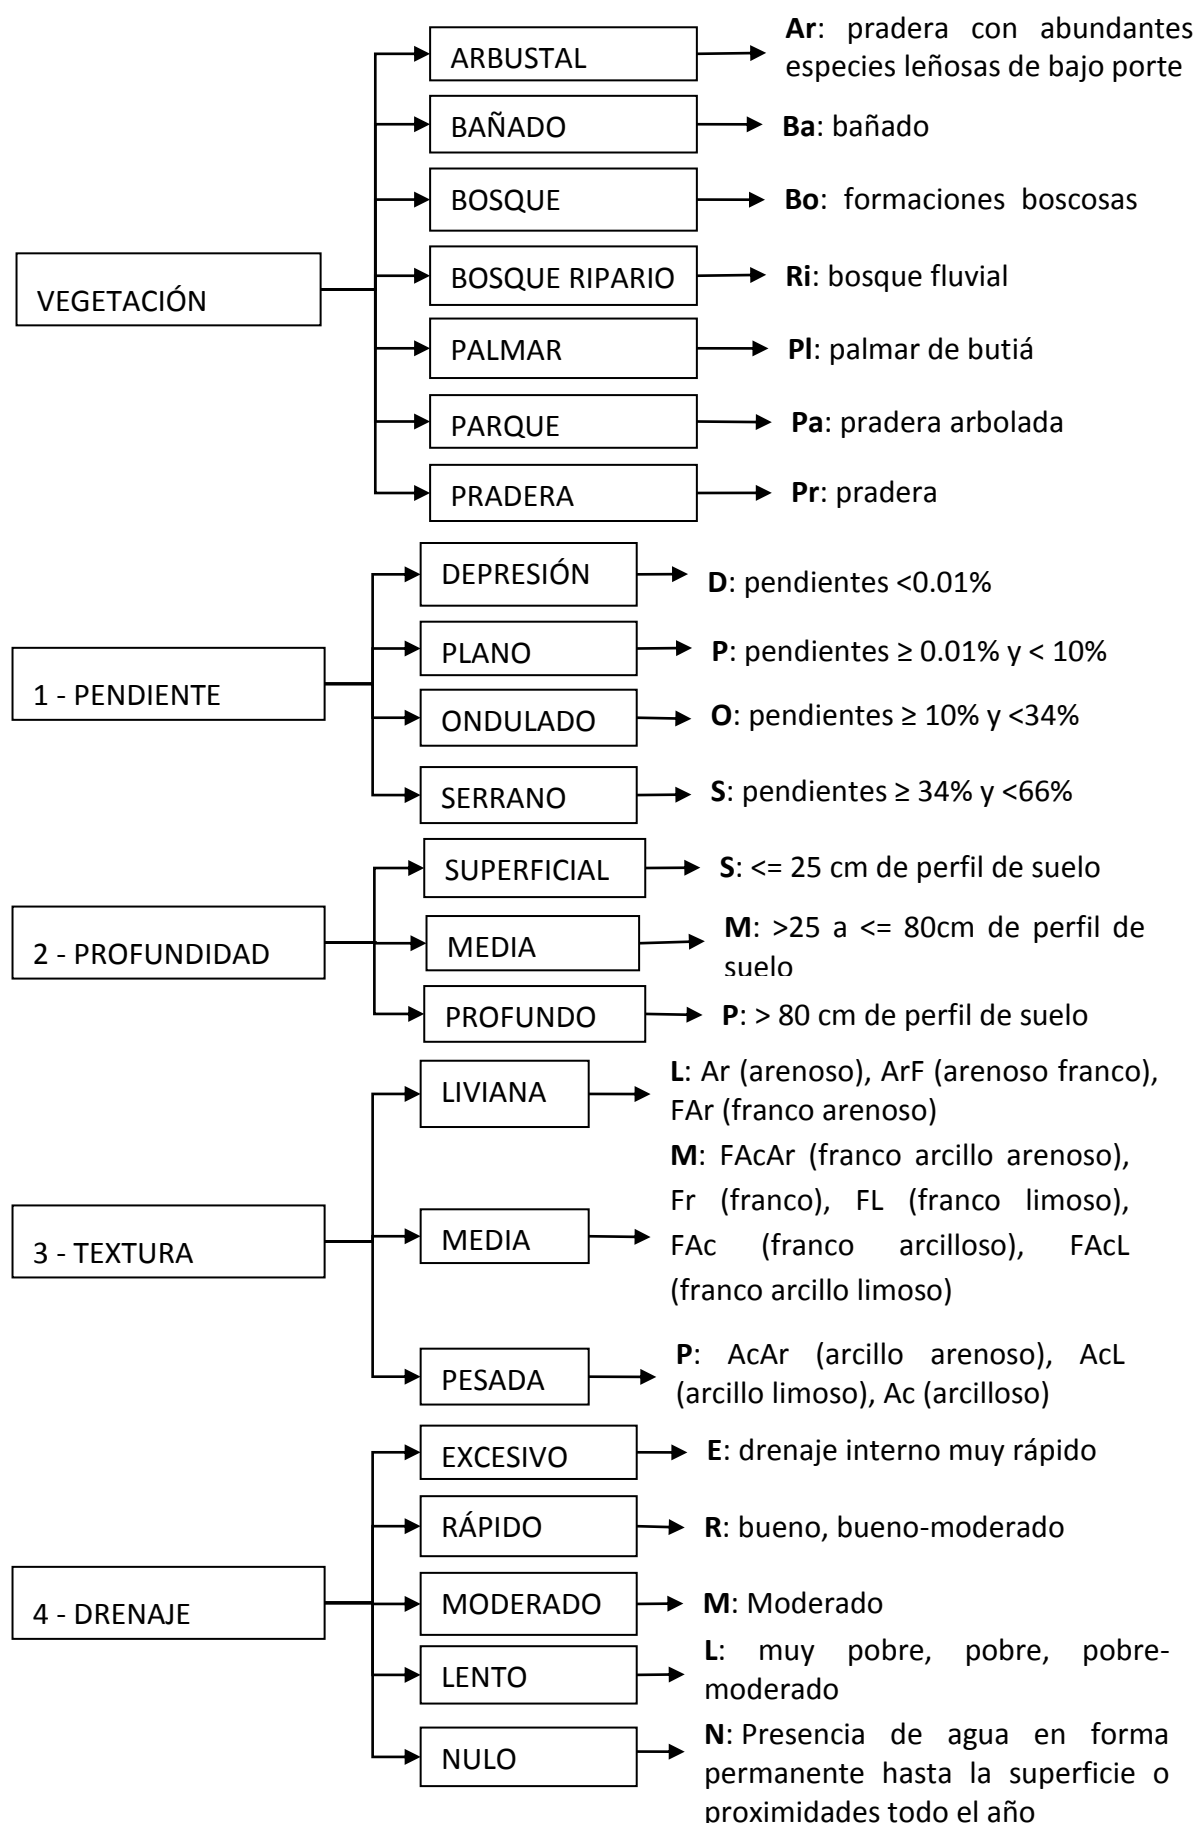 VEGETACIÓN
ARBUSTAL
Ar: pradera con abundantes
especies leñosas de bajo porte
BAÑADO
Ba: bañado
BOSQUE
Bo: formaciones boscosas
BOSQUE RIPARIO
Ri: bosque fluvial
PALMAR
Pl: palmar de butiá
PARQUE
Pa: pradera arbolada
PRADERA
Pr: pradera
1 - PENDIENTE
DEPRESIÓN
D: pendientes <0.01%
PLANO
P: pendientes ≥ 0.01% y < 10%
ONDULADO
O: pendientes ≥ 10% y <34%
SERRANO
S: pendientes ≥ 34% y <66%
2 - PROFUNDIDAD
SUPERFICIAL
S: <= 25 cm de perfil de suelo
MEDIA
M: >25 a <= 80cm de perfil de
suelo
PROFUNDO
P: > 80 cm de perfil de suelo
3 - TEXTURA
LIVIANA
L: Ar (arenoso), ArF (arenoso franco),
FAr (franco arenoso)
MEDIA
M: FAcAr (franco arcillo arenoso),
Fr (franco), FL (franco limoso),
FAc (franco arcilloso), FAcL
(franco arcillo limoso)
PESADA
P: AcAr (arcillo arenoso), AcL
(arcillo limoso), Ac (arcilloso)
4 - DRENAJE
EXCESIVO
E: drenaje interno muy rápido
RÁPIDO
R: bueno, bueno-moderado
MODERADO
M: Moderado
LENTO
L: muy pobre, pobre, pobre-
moderado
NULO
N: Presencia de agua en forma
permanente hasta la superficie o
proximidades todo el año